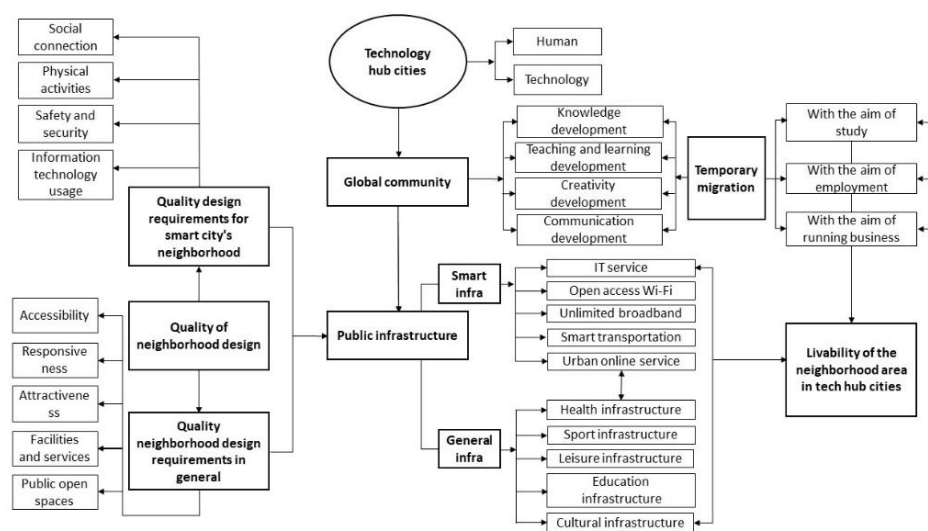 Social
connection
Physical
activities
Safety and
security
Information
technology
usage
Quality design
requirements for
smart city's
neighborhood
Accessibility
Quality of
neighborhood design
Responsive
ness
Attractivene
ss
Facilities
and services
Public open
spaces
Quality
neighborhood design
requirements in
general
Technology
hub cities
Human
Technology
Global community
Knowledge
development
Teaching and learning
development
Creativity
development
Communication
development
Temporary
migration
With the aim of
study
With the aim of
employment
With the aim of
running business
Public infrastructure
Smart
infra
IT service
Open access Wi-Fi
Unlimited broadband
Smart transportation
Urban online service
General
infra
Health infrastructure
Sport infrastructure
Leisure infrastructure
Education
infrastructure
Cultural infrastructure
Livability of the
neighborhood area
in tech hub cities